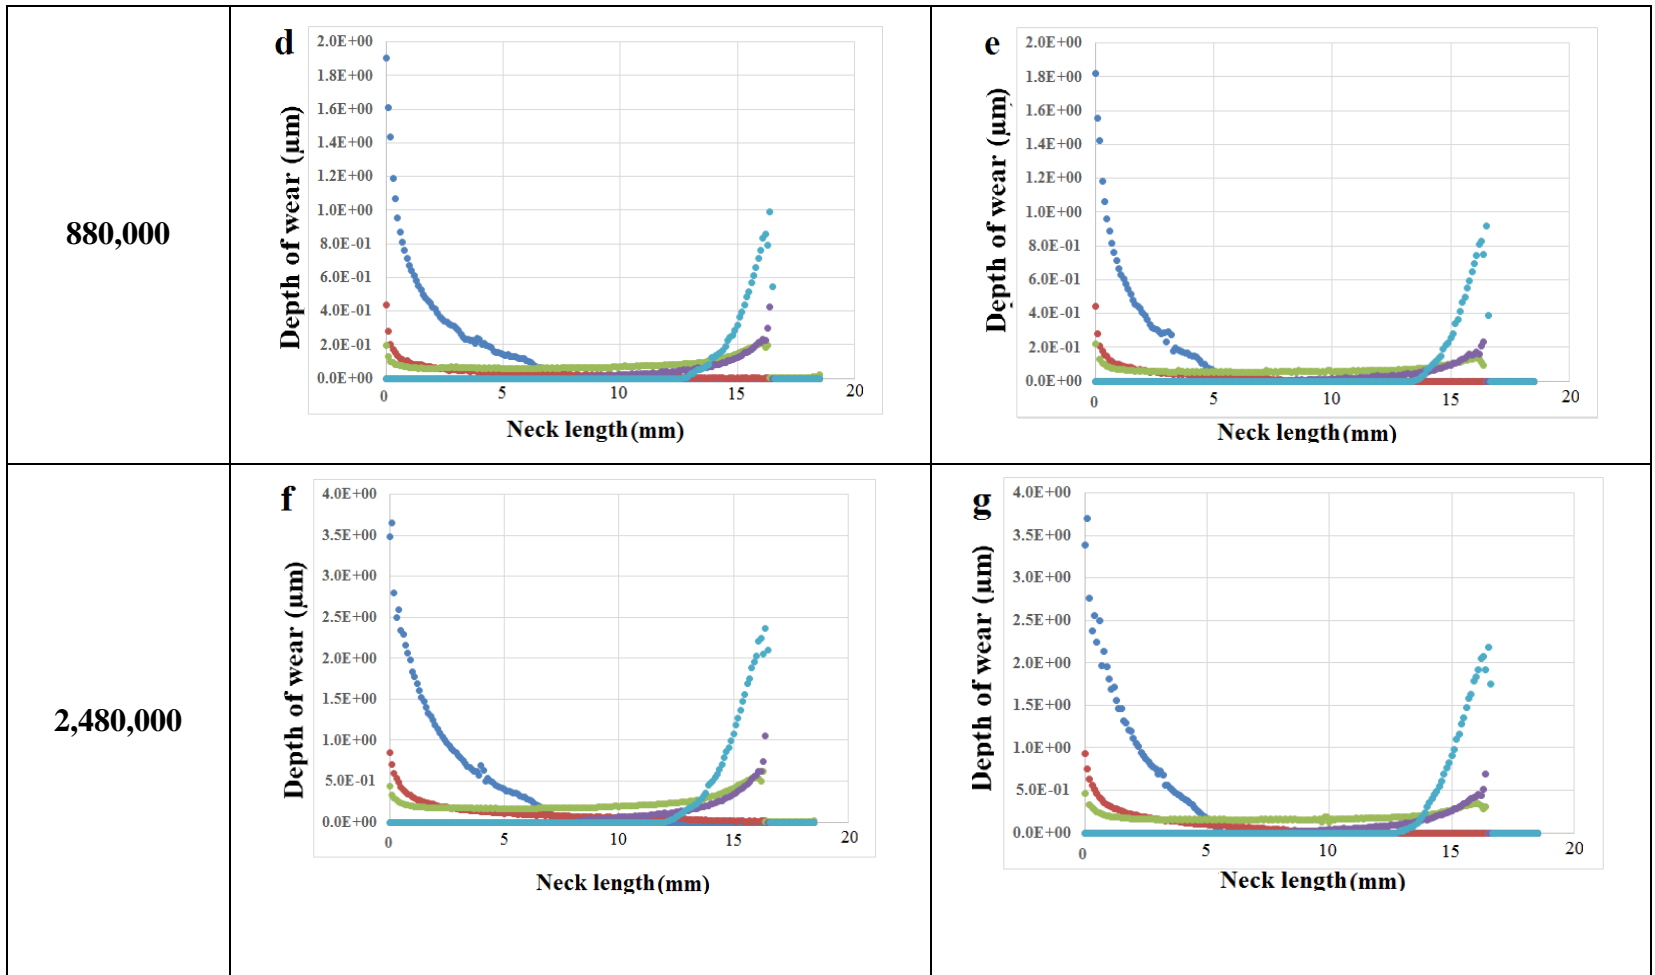 880,000
d
Depth of wear (µm)
2.0E+00
1.8E+00
1.6E+00
1.4E+00
1.2E+00
1.0E+00
8.0E-01
6.0E-01
4.0E-01
2.0E-01
0.0E+00
0 5 10 15 20
Neck length (mm)
e
Depth of wear (µm)
2.0E+00
1.8E+00
1.6E+00
1.4E+00
1.2E+00
1.0E+00
8.0E-01
6.0E-01
4.0E-01
2.0E-01
0.0E+00
0 5 10 15 20
Neck length (mm)
2,480,000
f
Depth of wear (µm)
4.0E+00
3.5E+00
3.0E+00
2.5E+00
2.0E+00
1.5E+00
1.0E+00
5.0E-01
0.0E+00
0 5 10 15 20
Neck length (mm)
g
Depth of wear (µm)
4.0E+00
3.5E+00
3.0E+00
2.5E+00
2.0E+00
1.5E+00
1.0E+00
5.0E-01
0.0E+00
0 5 10 15 20
Neck length (mm)